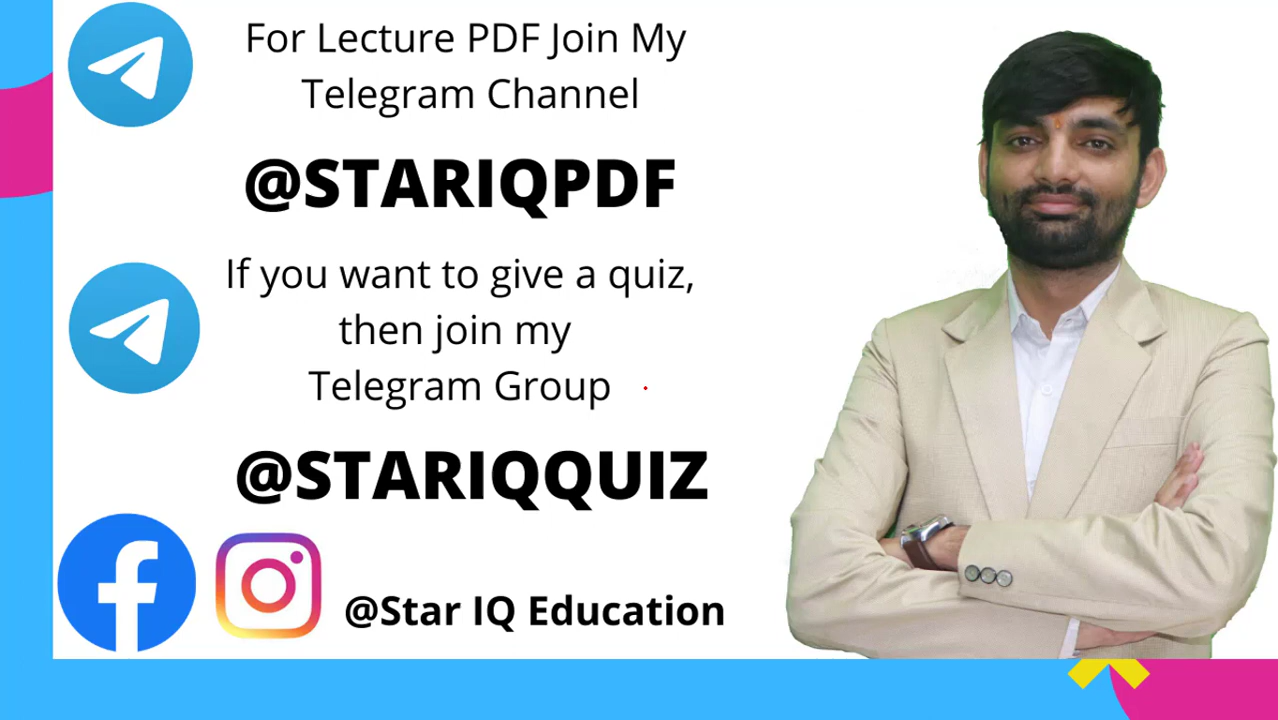 For Lecture PDF Join My
Telegram Channel
@STARIQPDF
If you want to give a quiz,
then join my
Telegram Group
@STARIQQUIZ
@Star IQ Education